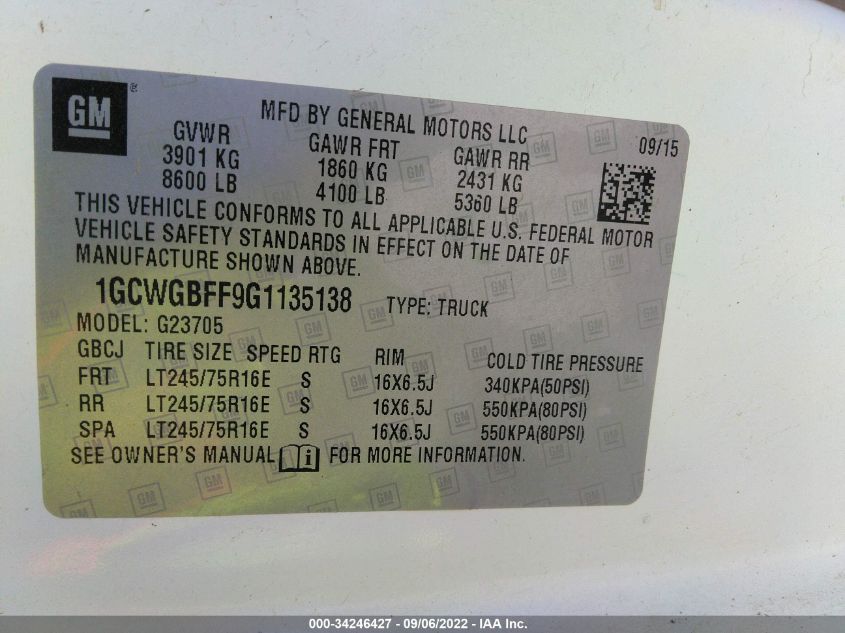 GM ®
MFD BY GENERAL MOTORS LLC
09/15
GVWR GAWR FRT GAWR RR
3901 KG 1860 KG 2431 KG
8600 LB 4100 LB 5360 LB
THIS VEHICLE CONFORMS TO ALL APPLICABLE U.S. FEDERAL MOTOR
VEHICLE SAFETY STANDARDS IN EFFECT ON THE DATE OF
MANUFACTURE SHOWN ABOVE.
1GCWGBFF9G1135138 TYPE: TRUCK
MODEL: G23705
GBCJ TIRE SIZE SPEED RTG RIM COLD TIRE PRESSURE
FRT LT245/75R16E S 16X6.5J 340KPA(50PSI)
RR LT245/75R16E S 16X6.5J 550KPA(80PSI)
SPA LT245/75R16E S 16X6.5J 550KPA(80PSI)
SEE OWNER'S MANUAL i FOR MORE INFORMATION.
000-34246427 - 09/06/2022 - IAA Inc.